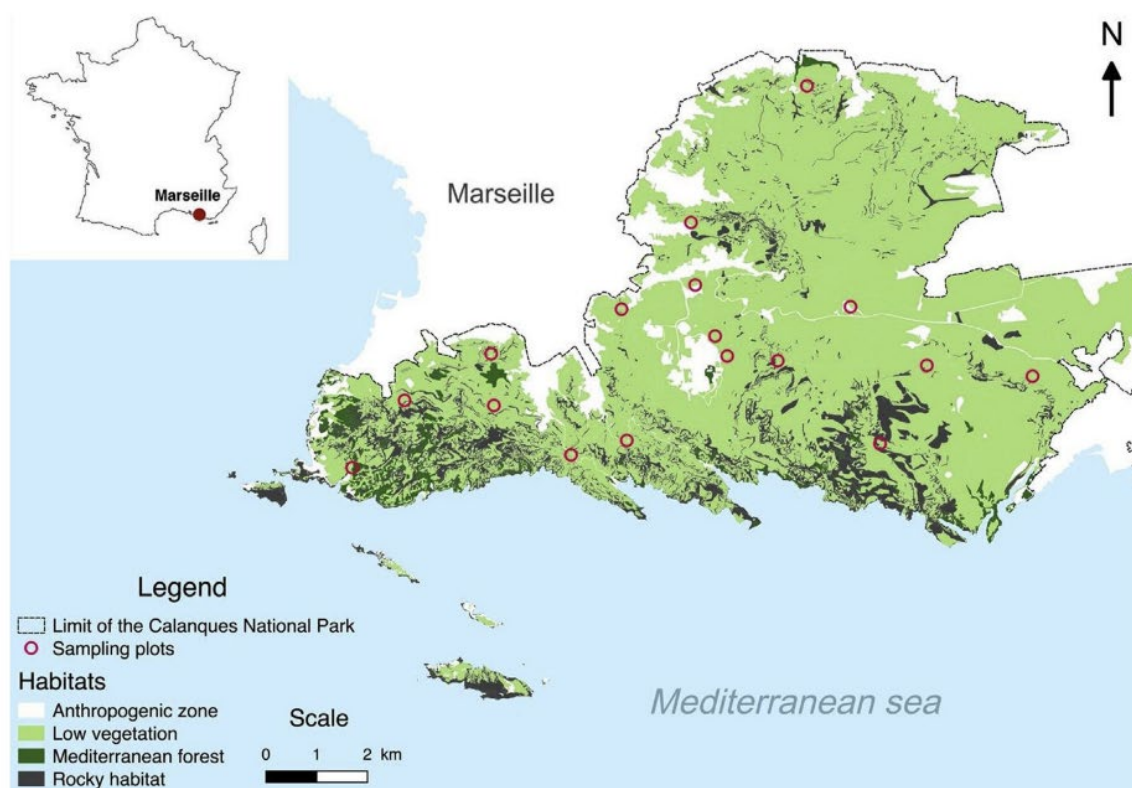 Marseille
N
Marseille
Legend
Limit of the Calanques National Park
Sampling plots
Habitats
Anthropogenic zone
Low vegetation
Mediterranean forest
Rocky habitat
Scale
0 1 2 km
Mediterranean sea